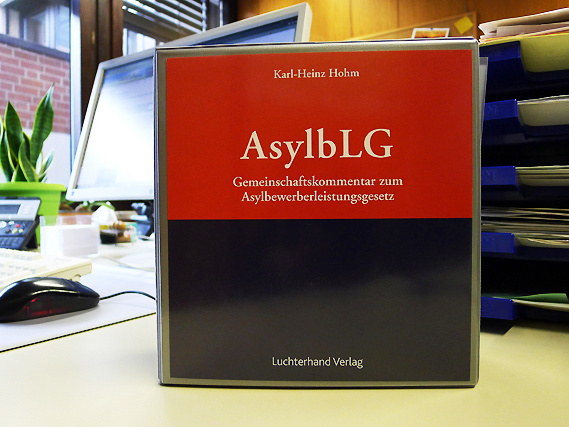 Karl-Heinz Hohm
AsylbLG
Gemeinschaftskommentar zum
Asylbewerberleistungsgesetz
Luchterhand Verlag